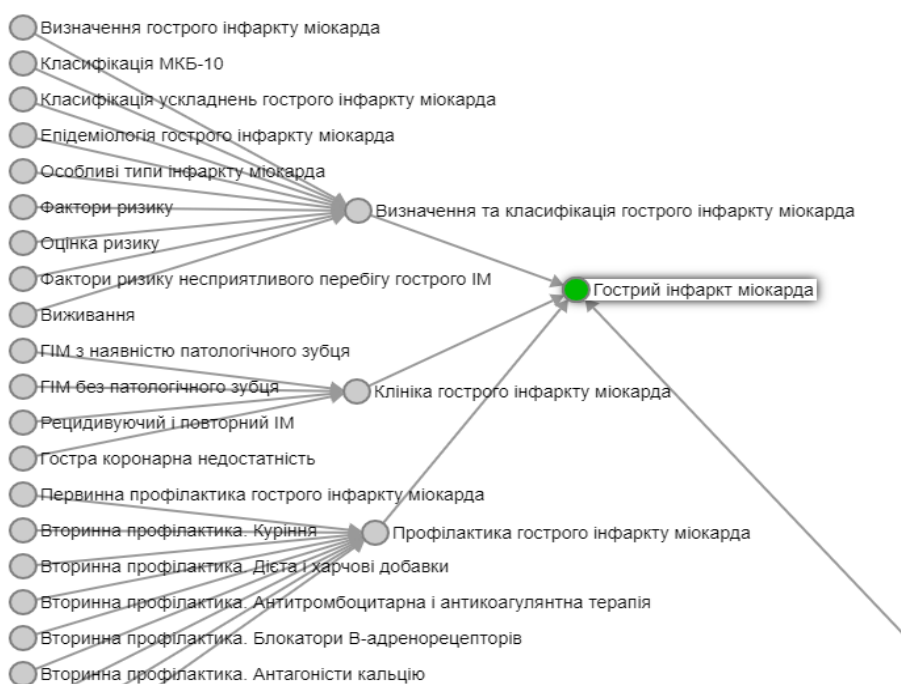 Визначення гострого інфаркту міокарда
Класифікація МКБ-10
Класифікація ускладнень гострого інфаркту міокарда
Епідеміологія гострого інфаркту міокарда
Особливі типи інфаркту міокарда
Фактори ризику
Визначення та класифікація гострого інфаркту міокарда
Оцінка ризику
Фактори ризику несприятливого перебігу гострого ІМ
Гострий інфаркт міокарда
Виживання
ГІМ з наявністю патологічного зубця
ГІМ без патологічного зубця
Клініка гострого інфаркту міокарда
Рецидивуючий і повторний ІМ
Гостра коронарна недостатність
Первинна профілактика гострого інфаркту міокарда
Вторинна профілактика. Куріння
Профілактика гострого інфаркту міокарда
Вторинна профілактика. Дієта і харчові добавки
Вторинна профілактика. Антитромбоцитарна і антикоагулянтна терапія
Вторинна профілактика. Блокатори В-адренорецепторів
Вторинна профілактика. Антагоністи кальцію